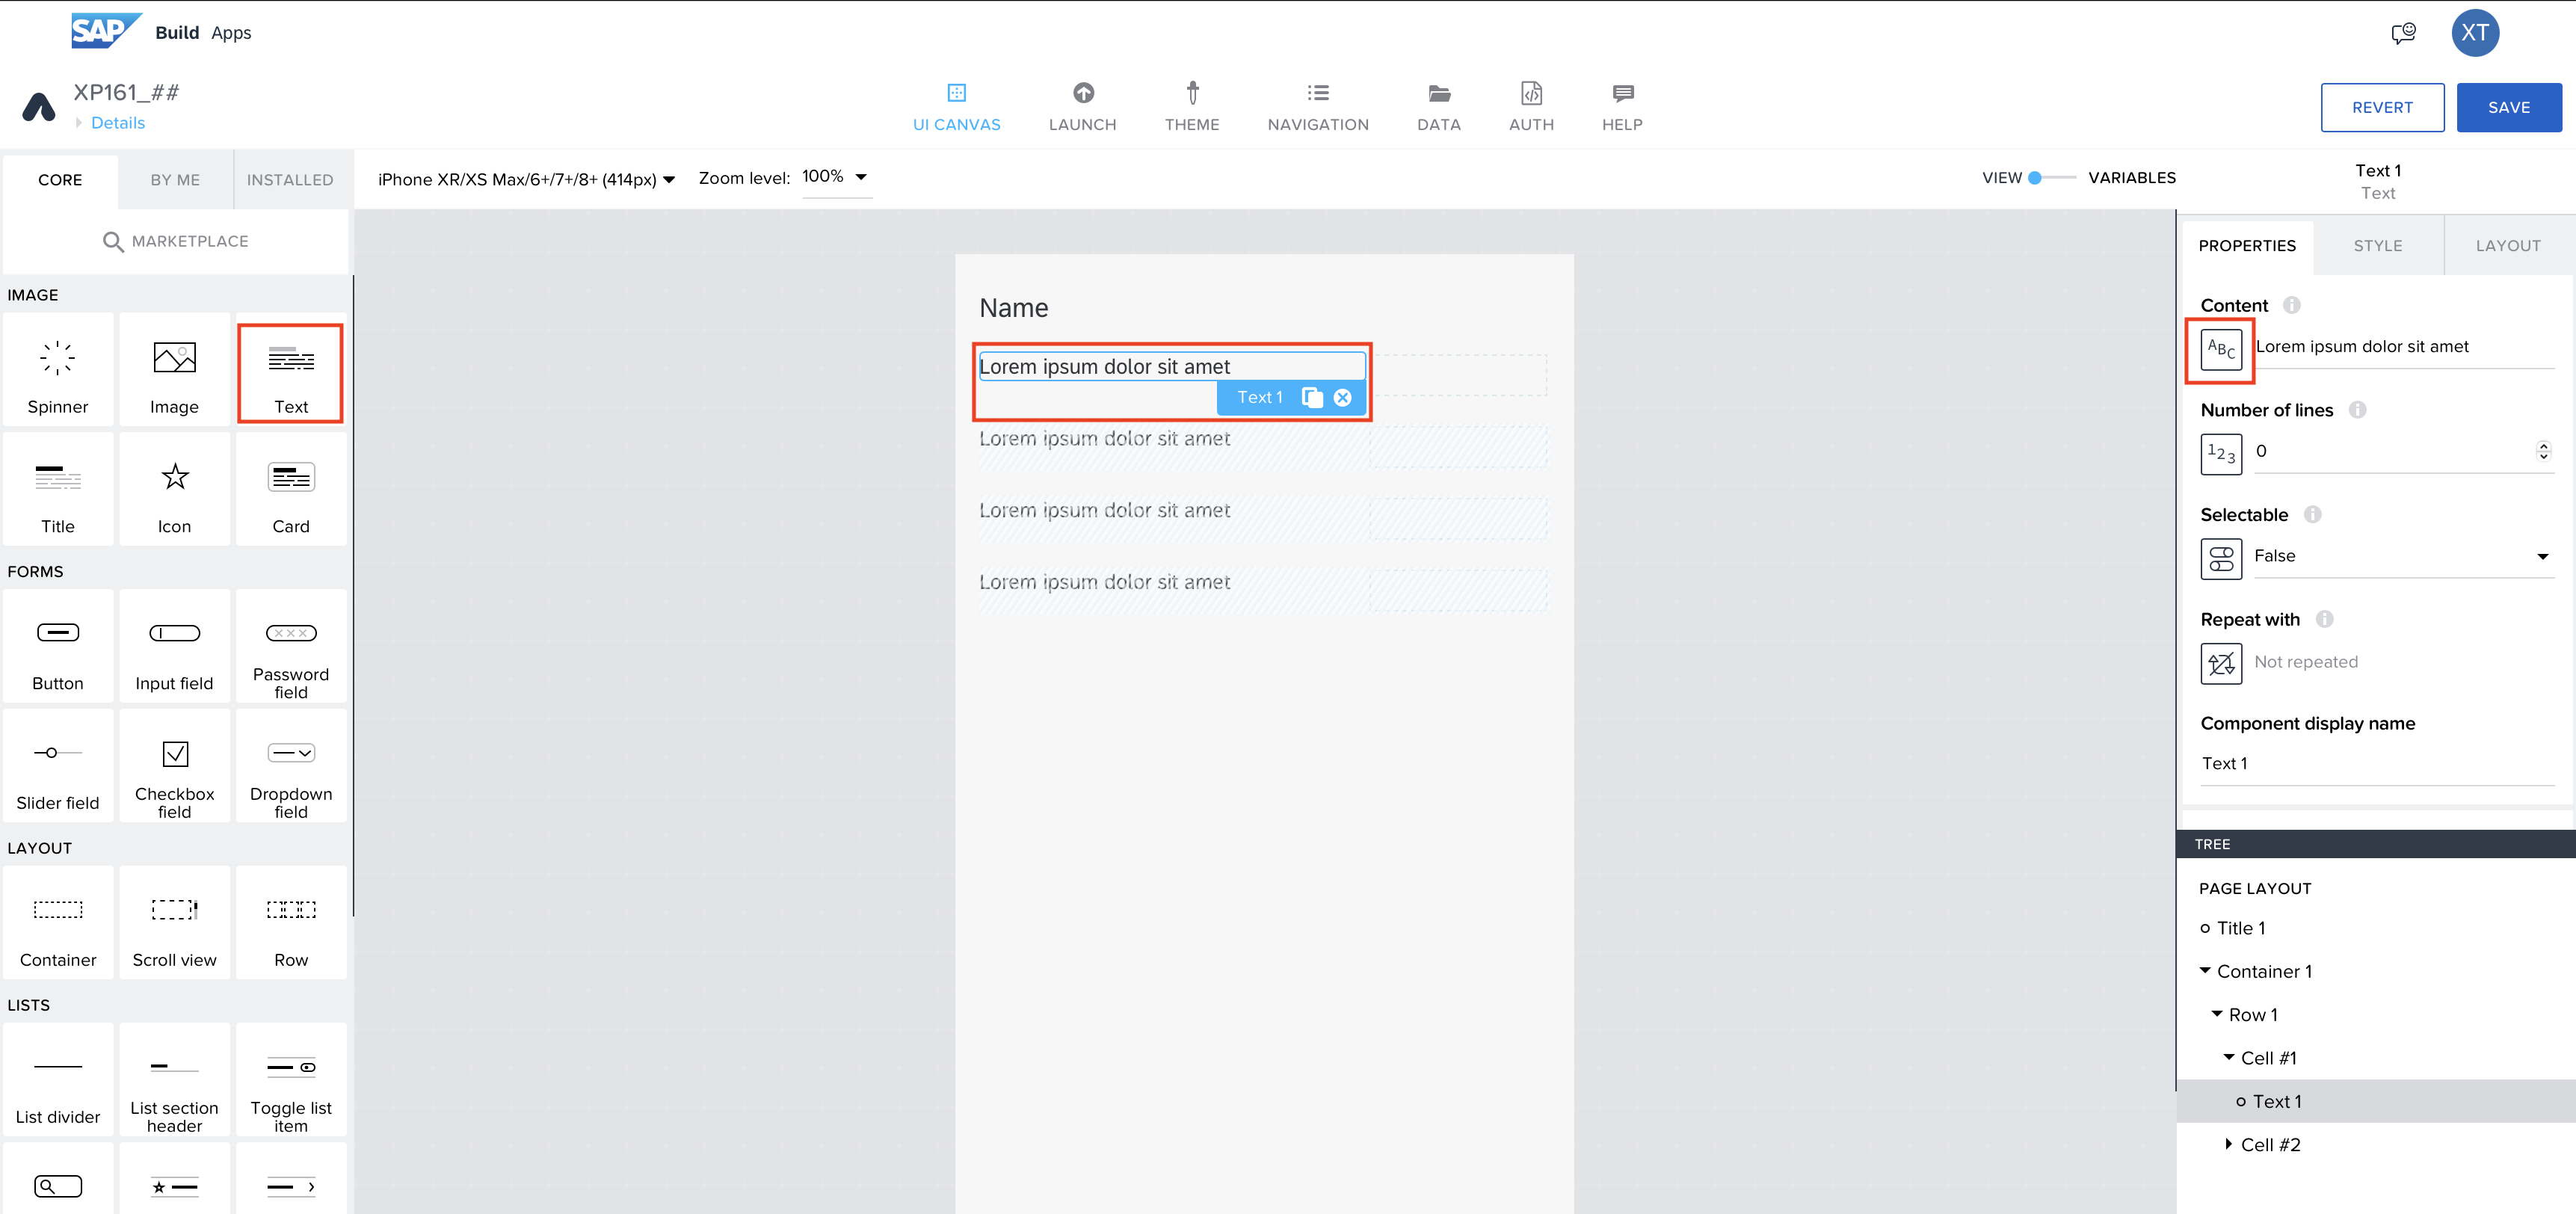 SAP Build Apps
XT
XP161_##
Details
UI CANVAS
LAUNCH
THEME
NAVIGATION
DATA
AUTH
HELP
REVERT
SAVE
CORE
BY ME
INSTALLED
MARKETPLACE
iPhone XR/XS Max/6+/7+/8+ (414px)
Zoom level: 100%
VIEW
VARIABLES
IMAGE
Spinner
Image
Text
Title
Icon
Card
FORMS
Button
Input field
Password
field
Slider field
Checkbox
field
Dropdown
field
LAYOUT
Container
Scroll view
Row
LISTS
List divider
List section
header
Toggle list
item
Name
Lorem ipsum dolor sit amet
Text 1
Lorem ipsum dolor sit amet
Lorem ipsum dolor sit amet
Lorem ipsum dolor sit amet
Text 1
Text
PROPERTIES
STYLE
LAYOUT
Content
ABC
Lorem ipsum dolor sit amet
Number of lines
123
0
Selectable
False
Repeat with
Not repeated
Component display name
Text 1
TREE
PAGE LAYOUT
Title 1
Container 1
Row 1
Cell #1
Text 1
Cell #2